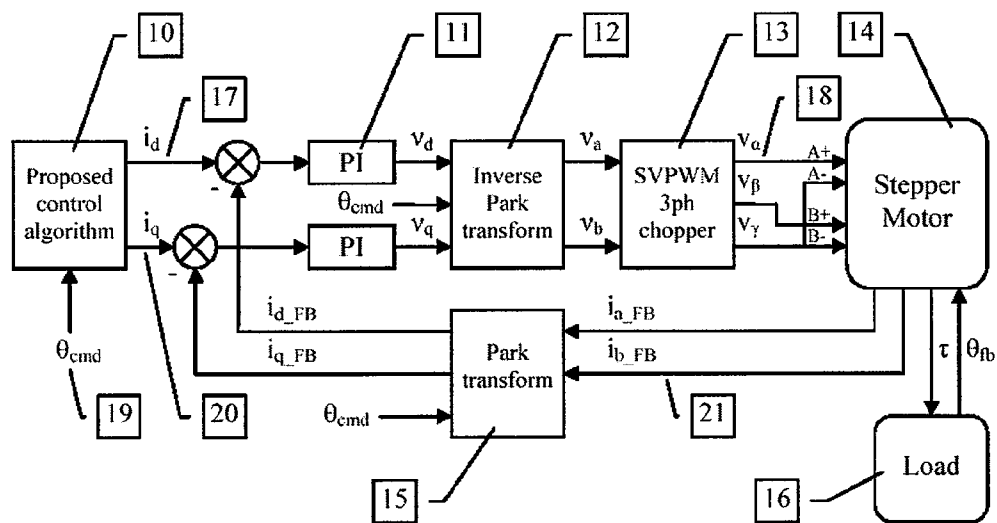 10
11
12
13
14
17
18
i_d
v_d
v_a
v_α
A+
A-
Proposed
control
algorithm
PI
Inverse
Park
transform
SVPWM
3ph
chopper
Stepper
Motor
-
θ_cmd
v_β
i_q
v_q
v_b
v_γ
B+
B-
PI
-
i_d_FB
i_a_FB
i_q_FB
Park
transform
i_b_FB
τ
θ_fb
θ_cmd
θ_cmd
19
20
21
15
16
Load